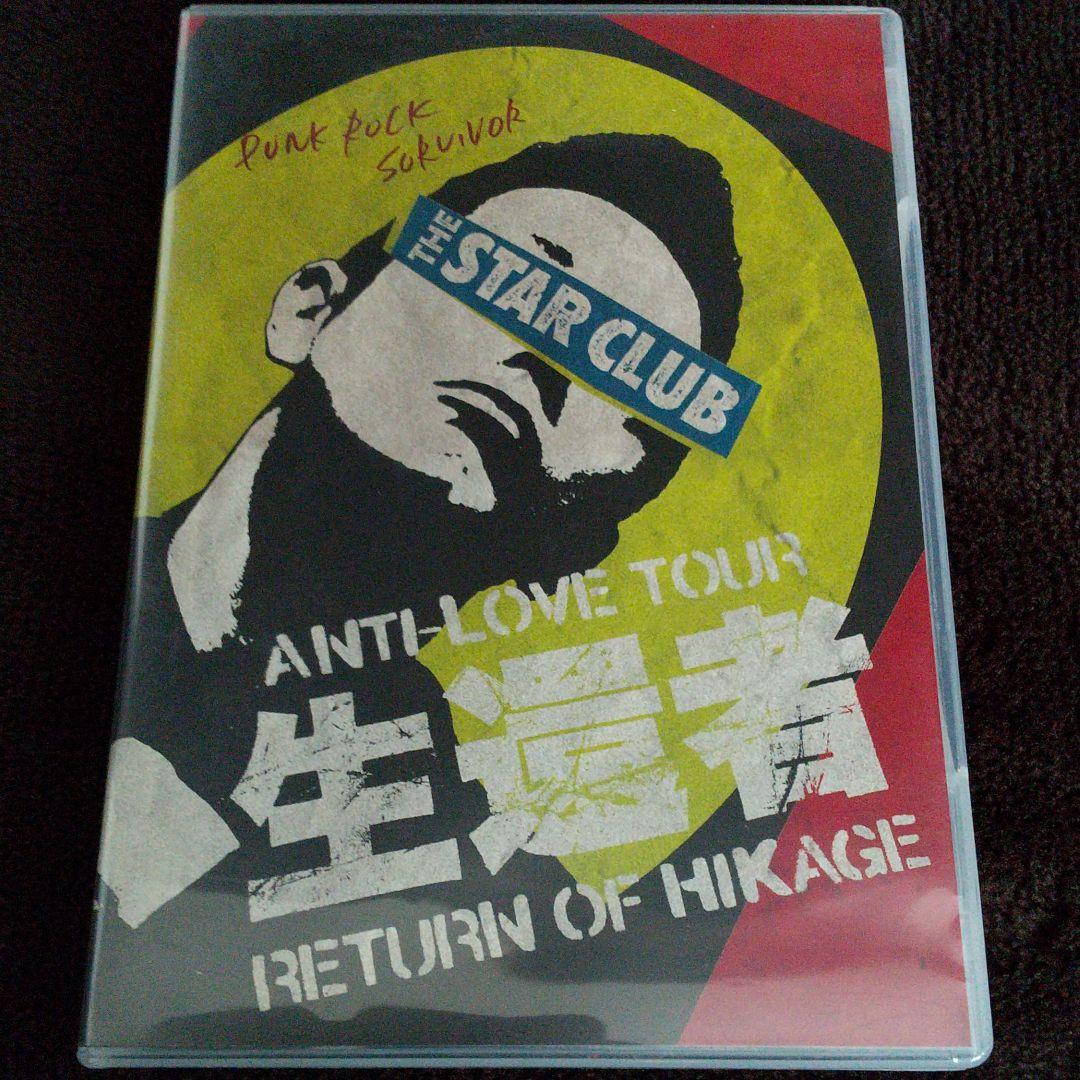 PUNK ROCK
SURVIVOR
THE STAR CLUB
ANTI-LOVE TOUR
生還者
RETURN OF HIKAGE